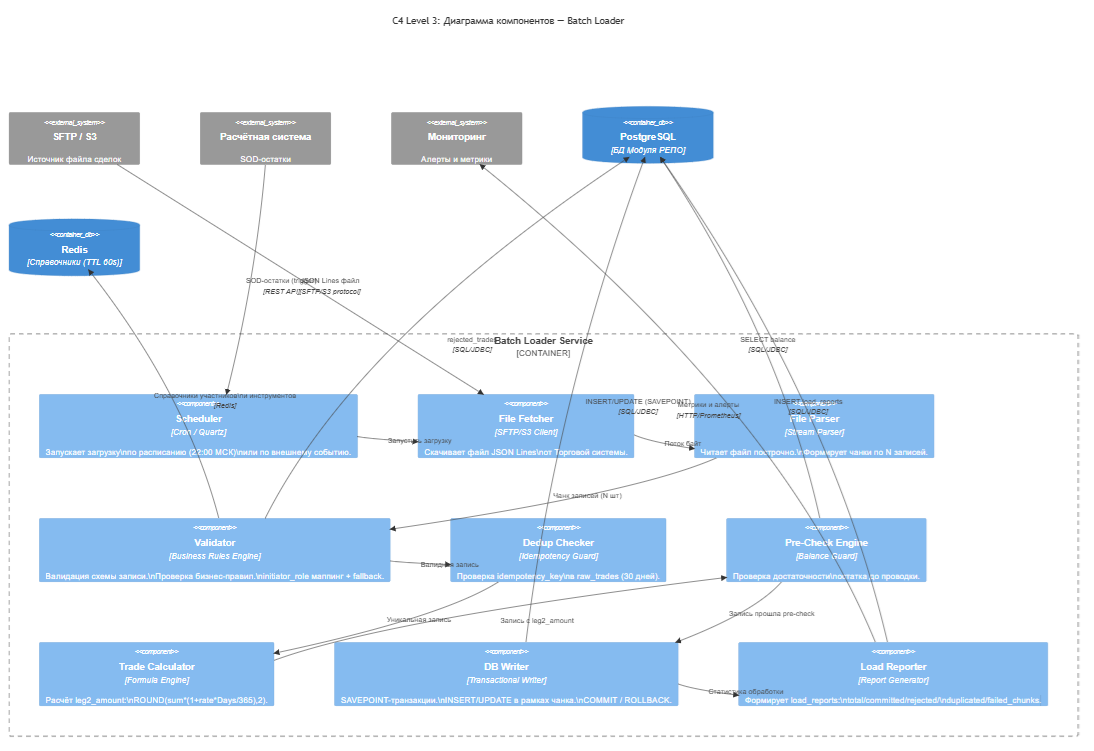 C4 Level 3: Диаграмма компонентов — Batch Loader
<<external_system>>
SFTP / S3
Источник файла сделок
<<external_system>>
Расчётная система
SOD-остатки
<<external_system>>
Мониторинг
Алерты и метрики
<<container_db>>
PostgreSQL
[БД Модуля РЕПО]
<<container_db>>
Redis
[Справочники (TTL 60s)]
SOD-остатки
JSON Lines файл
[REST API]
[SFTP/S3 protocol]
rejected_trades
[SQL/JDBC]
SELECT balance
[SQL/JDBC]
Batch Loader Service
[CONTAINER]
Справочники участников\nи инструментов
[Redis]
INSERT/UPDATE (SAVEPOINT)
[SQL/JDBC]
Метрики и алерты
[HTTP/Prometheus]
INSERT load_reports
[SQL/JDBC]
<<component>>
Scheduler
[Cron / Quartz]
Запускает загрузку\nпо расписанию (22:00 МСК)\nили по внешнему событию.
Запустить загрузку
<<component>>
File Fetcher
[SFTP/S3 Client]
Скачивает файл JSON Lines\nот Торговой системы.
Поток байт
File Parser
[Stream Parser]
Читает файл построчно.\nФормирует чанки по N записей.
Чанк записей (N шт)
<<component>>
Validator
[Business Rules Engine]
Валидация схемы записи.\nПроверка бизнес-правил.\ninitiator_role маппинг + fallback.
Валидная запись
<<component>>
Dedup Checker
[Idempotency Guard]
Проверка idempotency_key\nв raw_trades (30 дней).
<<component>>
Pre-Check Engine
[Balance Guard]
Проверка достаточности\nостатка до проводки.
Уникальная запись
Запись с leg2_amount
Запись прошла pre-check
<<component>>
Trade Calculator
[Formula Engine]
Расчёт leg2_amount:\nROUND(sum*(1+rate*Days/365),2).
<<component>>
DB Writer
[Transactional Writer]
SAVEPOINT-транзакции.\nINSERT/UPDATE в рамках чанка.\nCOMMIT / ROLLBACK.
Статистика обработки
<<component>>
Load Reporter
[Report Generator]
Формирует load_reports:\ntotal/committed/rejected/\nduplicated/failed_chunks.